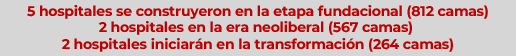 5 hospitales se construyeron en la etapa fundacional (812 camas)
2 hospitales en la era neoliberal (567 camas)
2 hospitales iniciarán en la transformación (264 camas)